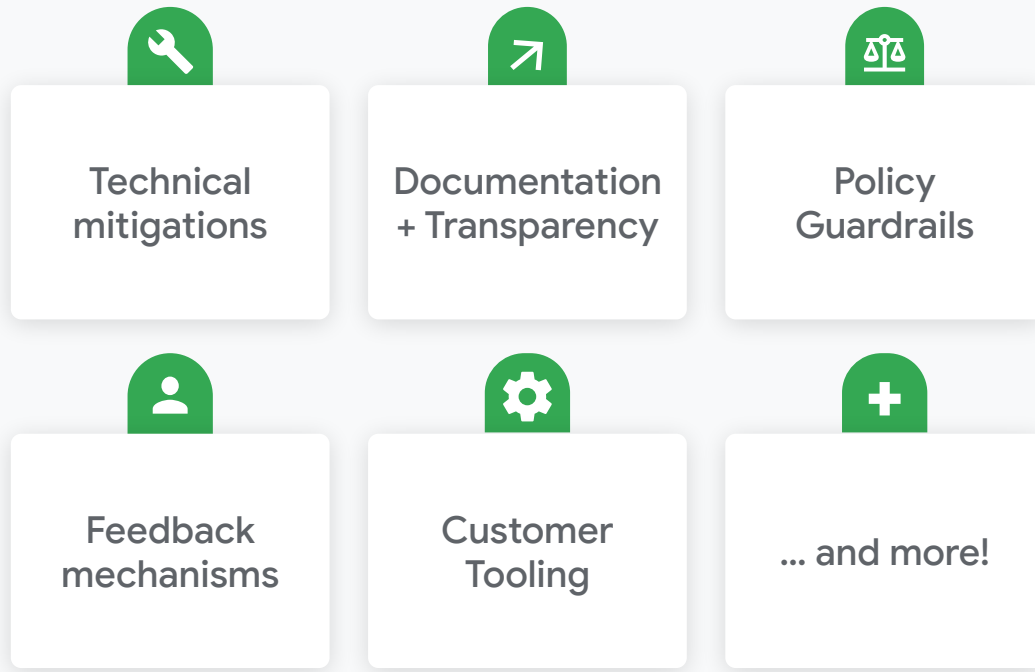 Technical
mitigations
Documentation
+ Transparency
Policy
Guardrails
Feedback
mechanisms
Customer
Tooling
... and more!